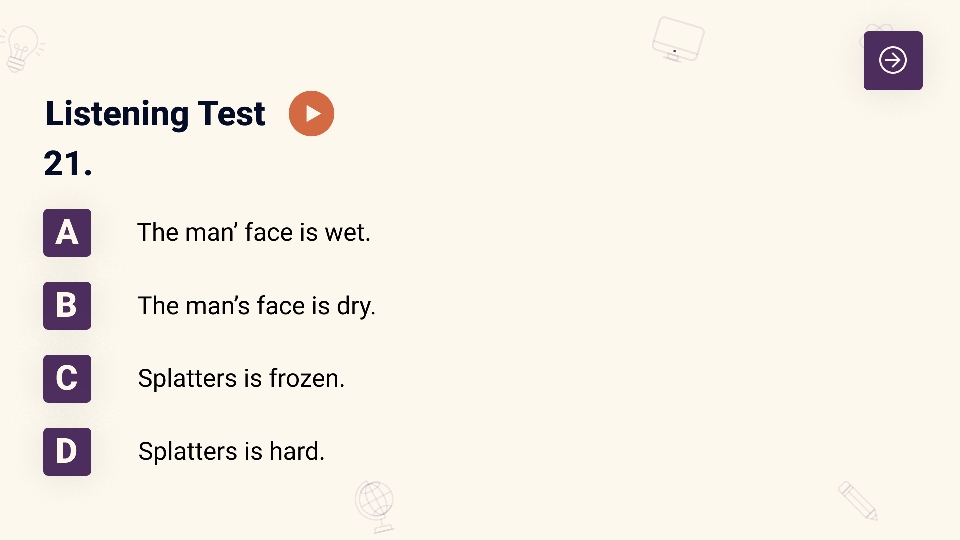 Listening Test
21.
A The man’ face is wet.
B The man’s face is dry.
C Splatters is frozen.
D Splatters is hard.